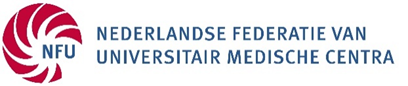 NFU
NEDERLANDSE FEDERATIE VAN
UNIVERSITAIR MEDISCHE CENTRA